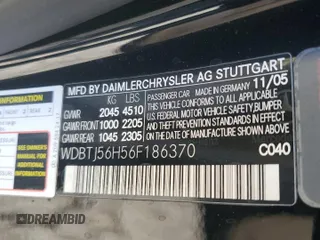 MFD BY DAIMLERCHRYSLER AG STUTTGART
KG LBS
GVWR 2045 4510
GAWR FRONT 1000 2205
GAWR REAR 1045 2305
PASSENGER CAR MADE IN GERMANY 11/05
THIS VEHICLE CONFORMS TO ALL APPLICABLE
FEDERAL MOTOR VEHICLE SAFETY, BUMPER,
AND THEFT PREVENTION STANDARDS IN EFFECT
ON THE DATE OF MANUFACTURE SHOWN ABOVE.
WDBTJ56H56F186370
C040
INFORMATION
DREAMBID